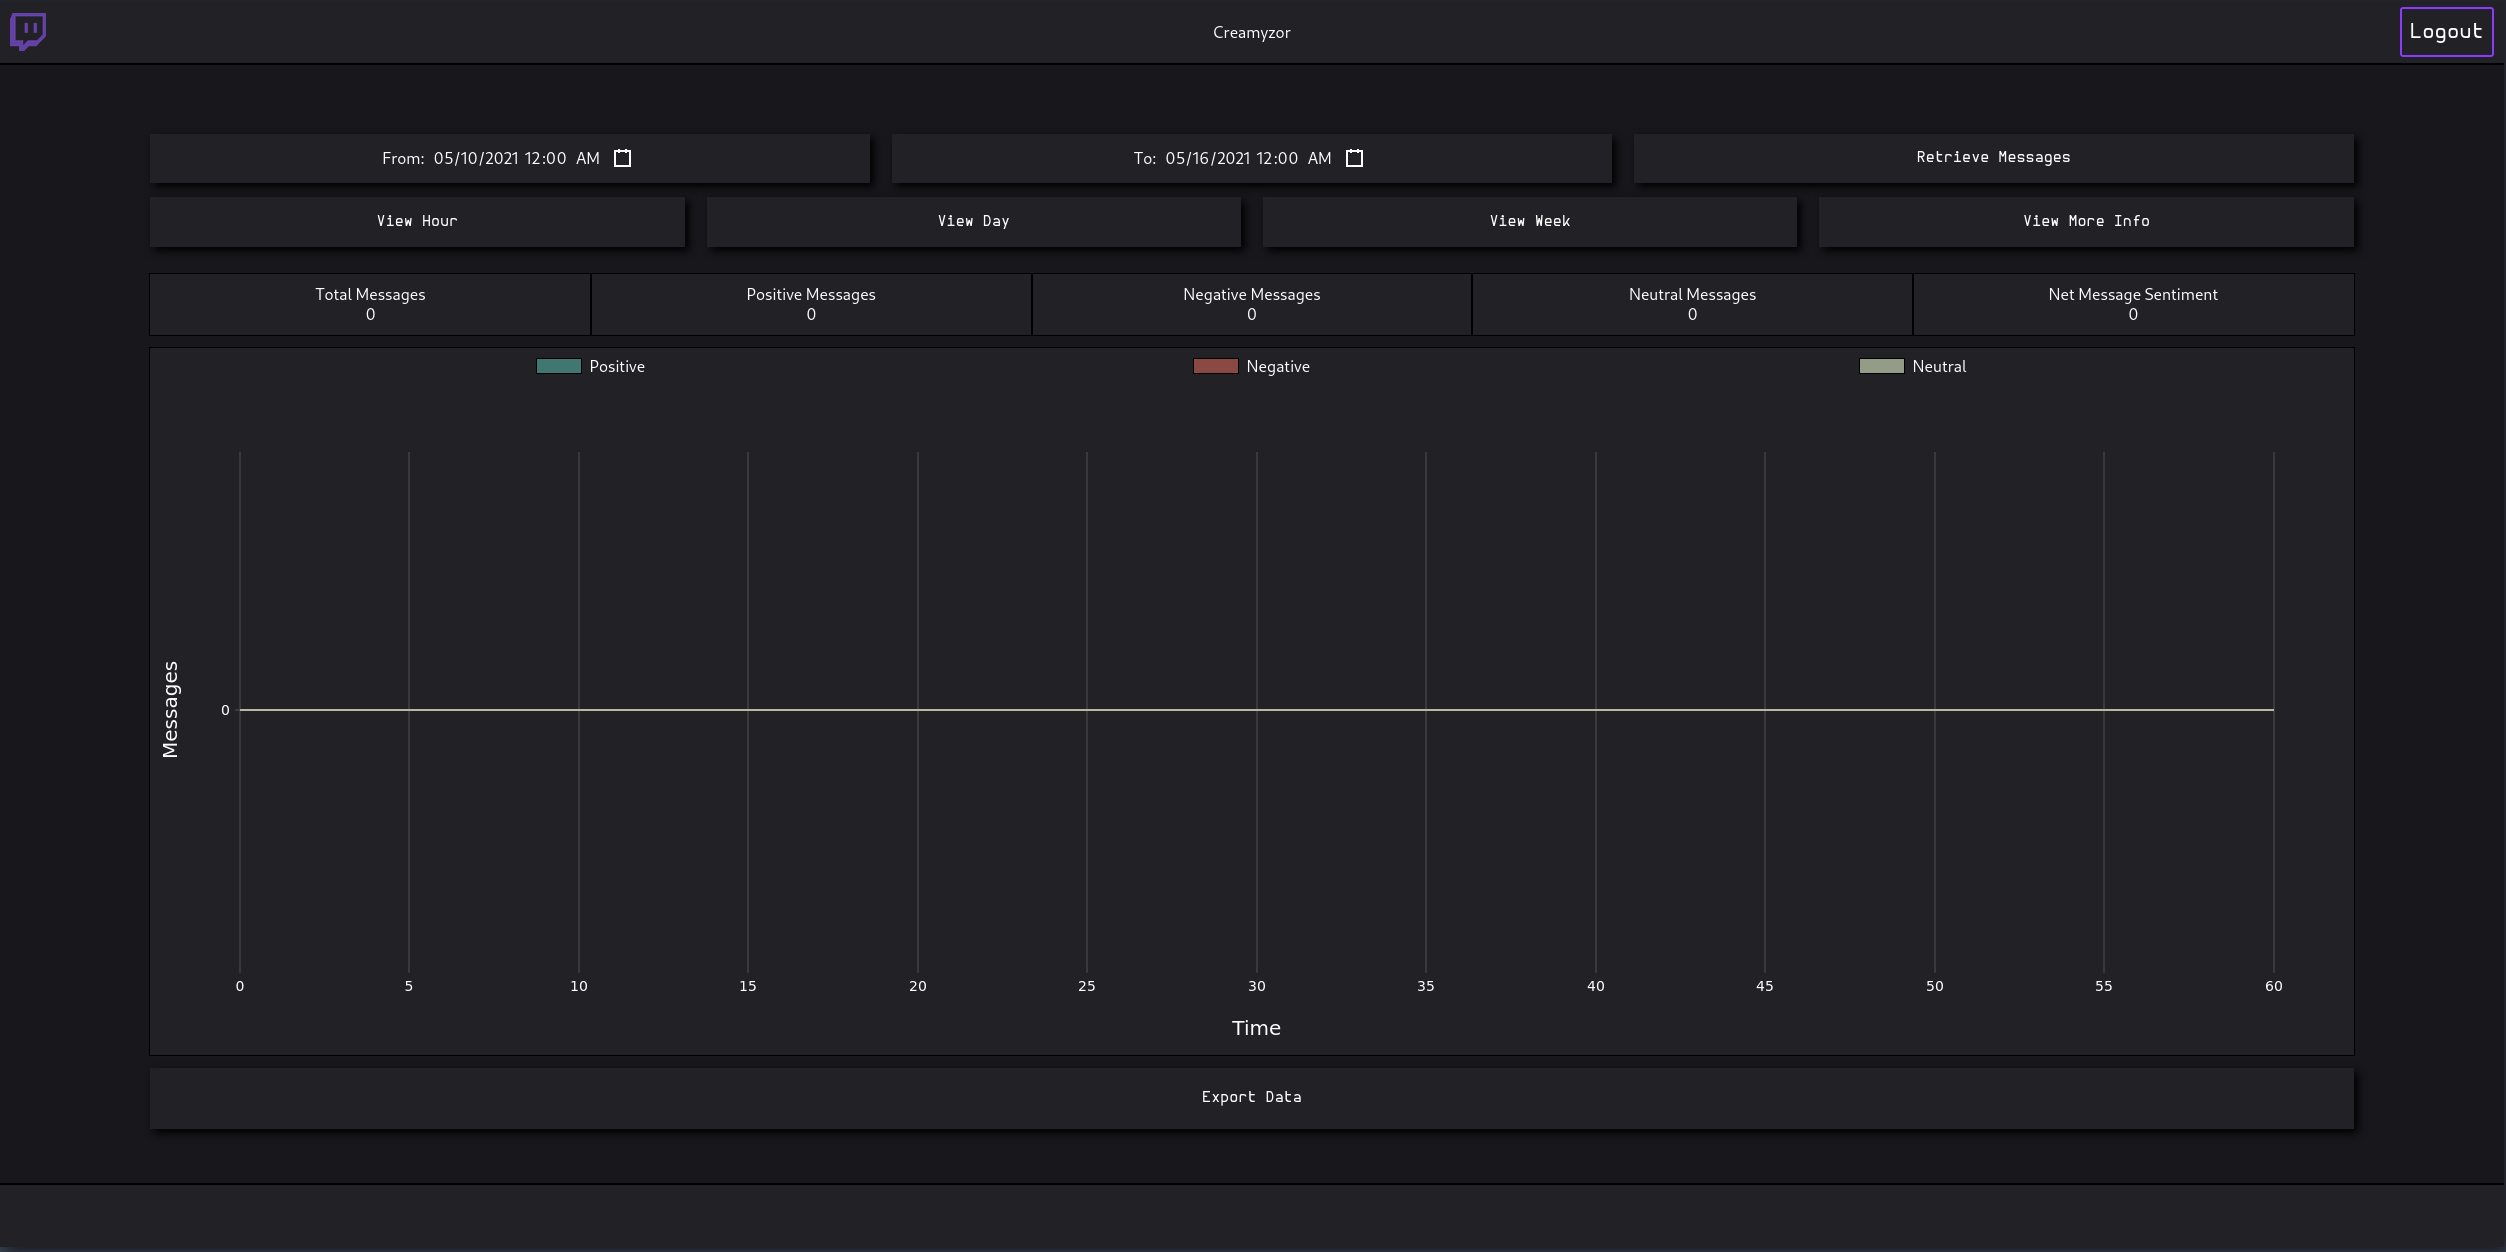 Creamyzor
Logout
From: 05/10/2021 12:00 AM
To: 05/16/2021 12:00 AM
Retrieve Messages
View Hour
View Day
View Week
View More Info
Total Messages
0
Positive Messages
0
Negative Messages
0
Neutral Messages
0
Net Message Sentiment
0
Positive
Negative
Neutral
Messages
0
0 5 10 15 20 25 30 35 40 45 50 55 60
Time
Export Data